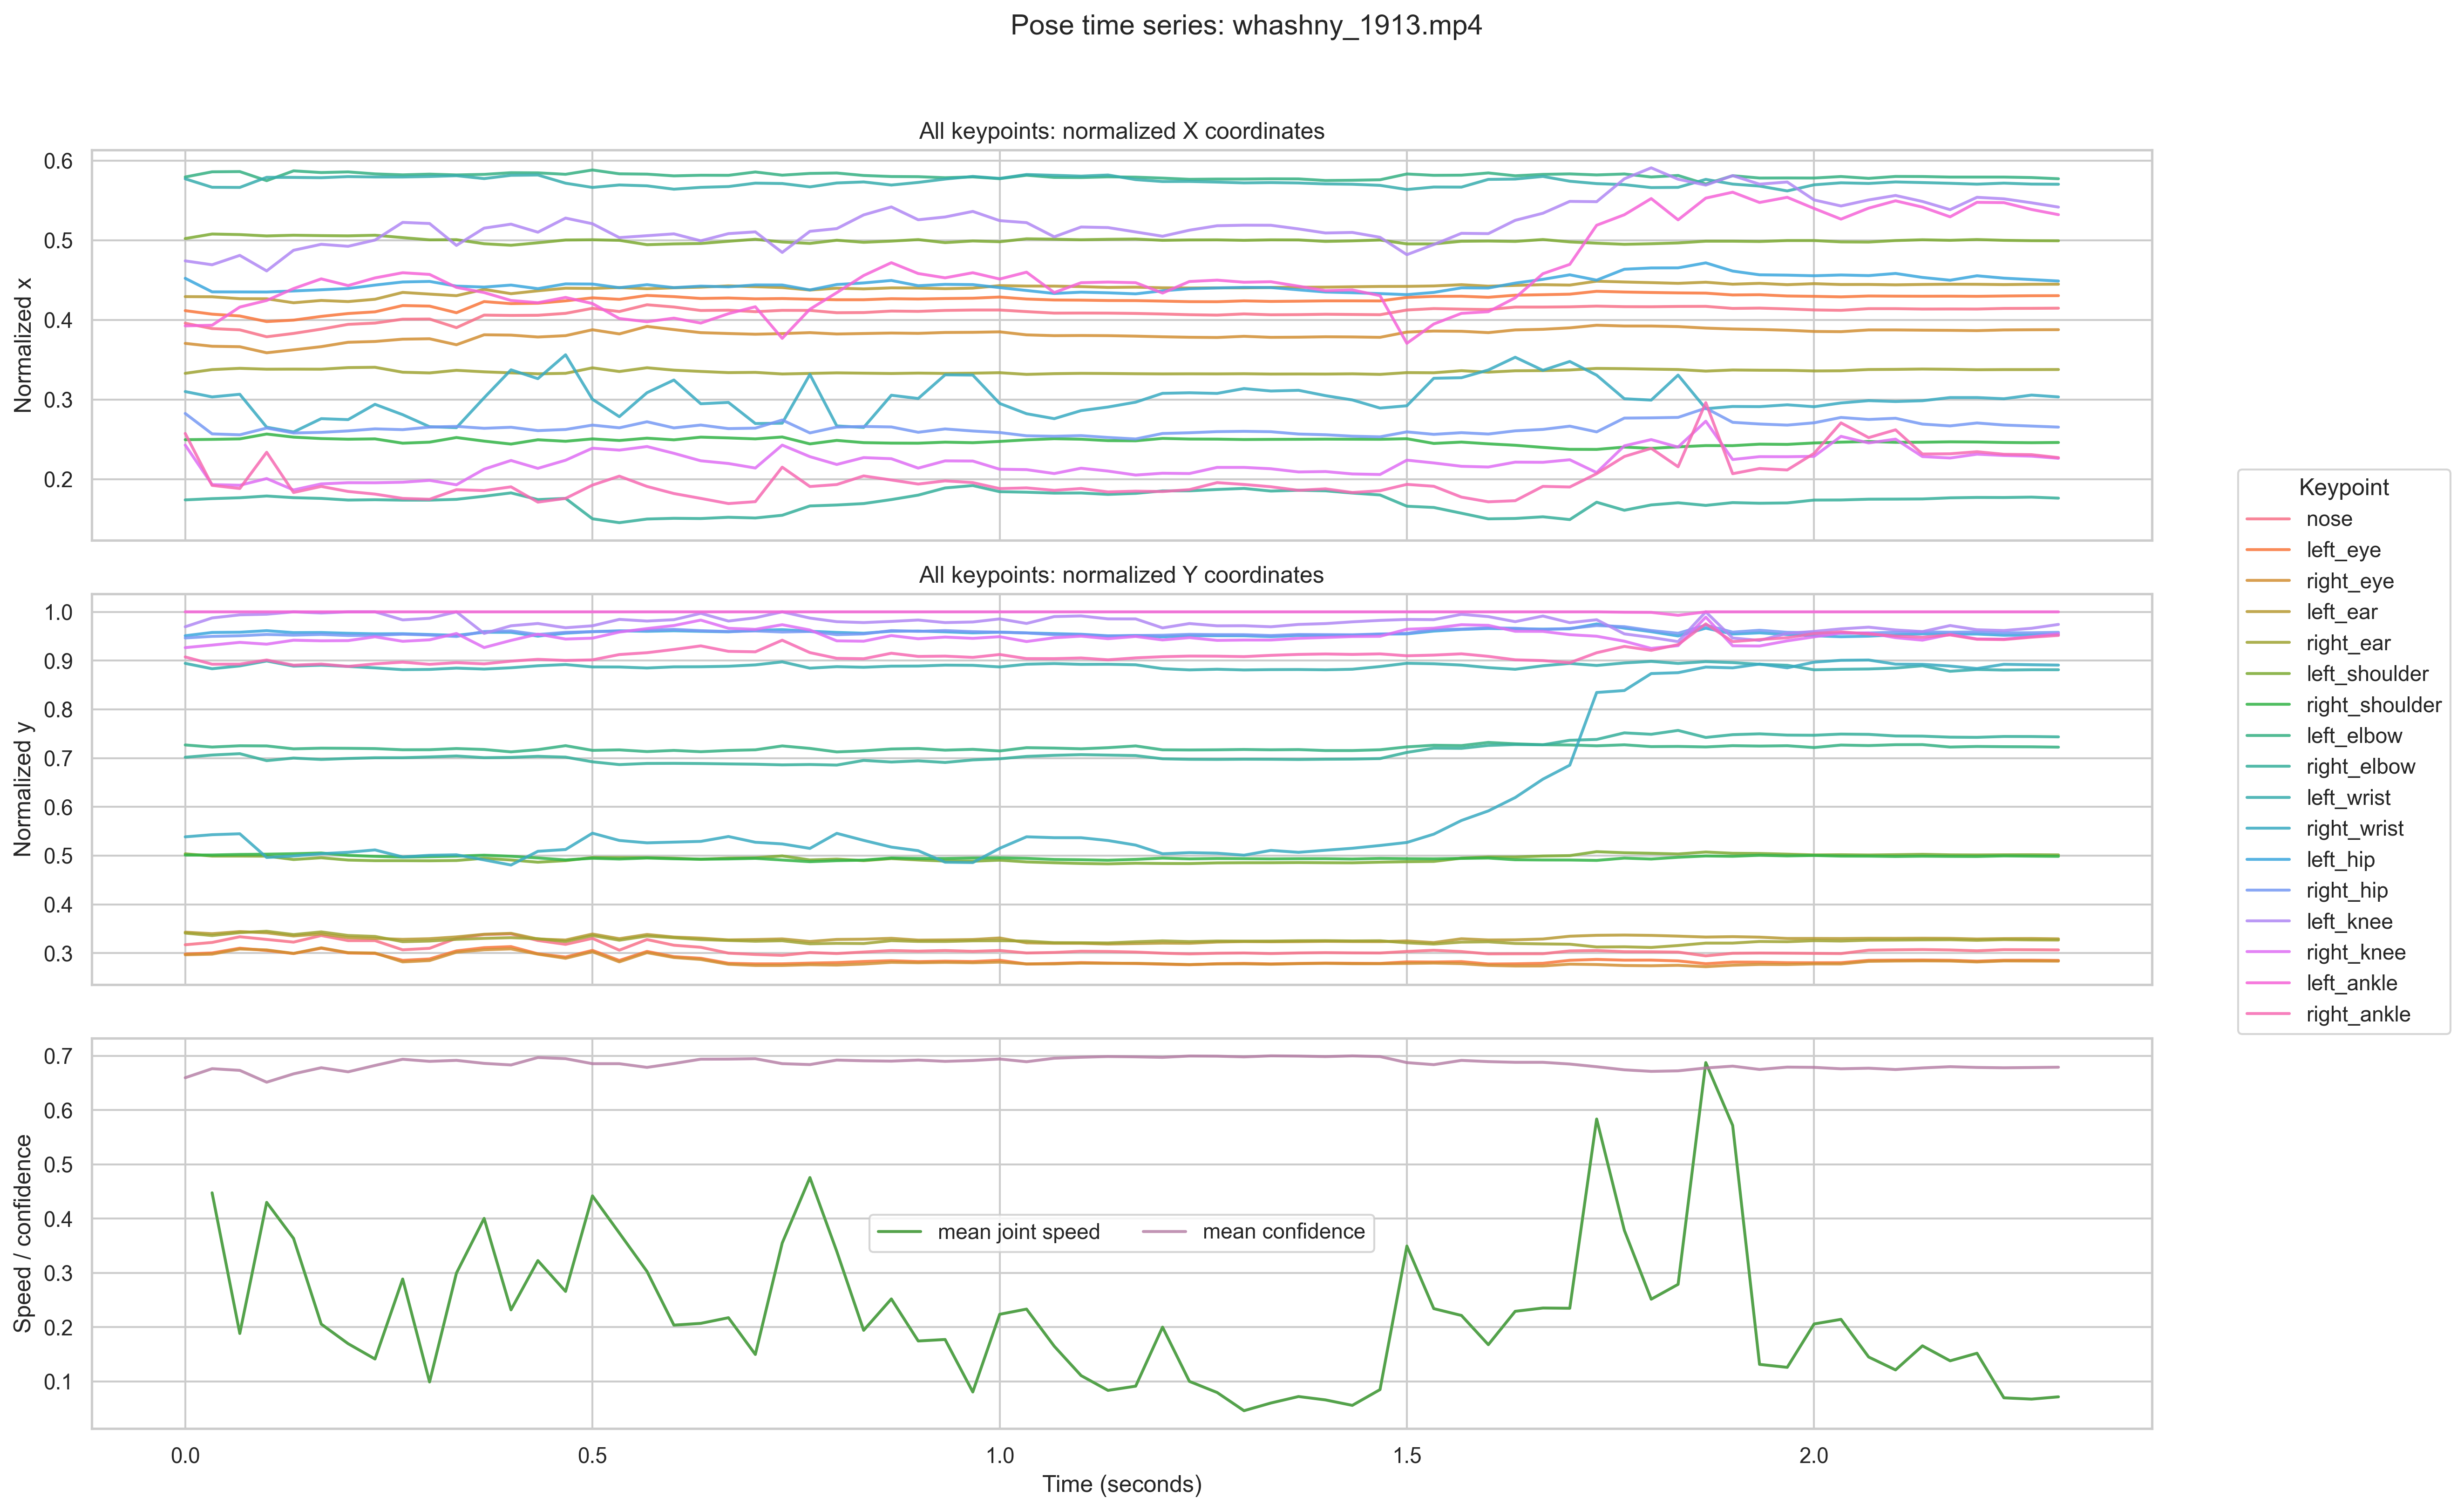 Pose time series: whashny_1913.mp4
All keypoints: normalized X coordinates
0.6
0.5
0.4
0.3
0.2
Normalized x
All keypoints: normalized Y coordinates
1.0
0.9
0.8
0.7
0.6
0.5
0.4
0.3
Normalized y
0.7
0.6
0.5
0.4
0.3
0.2
0.1
Speed / confidence
mean joint speed
mean confidence
0.0
0.5
1.0
1.5
2.0
Time (seconds)
Keypoint
nose
left_eye
right_eye
left_ear
right_ear
left_shoulder
right_shoulder
left_elbow
right_elbow
left_wrist
right_wrist
left_hip
right_hip
left_knee
right_knee
left_ankle
right_ankle